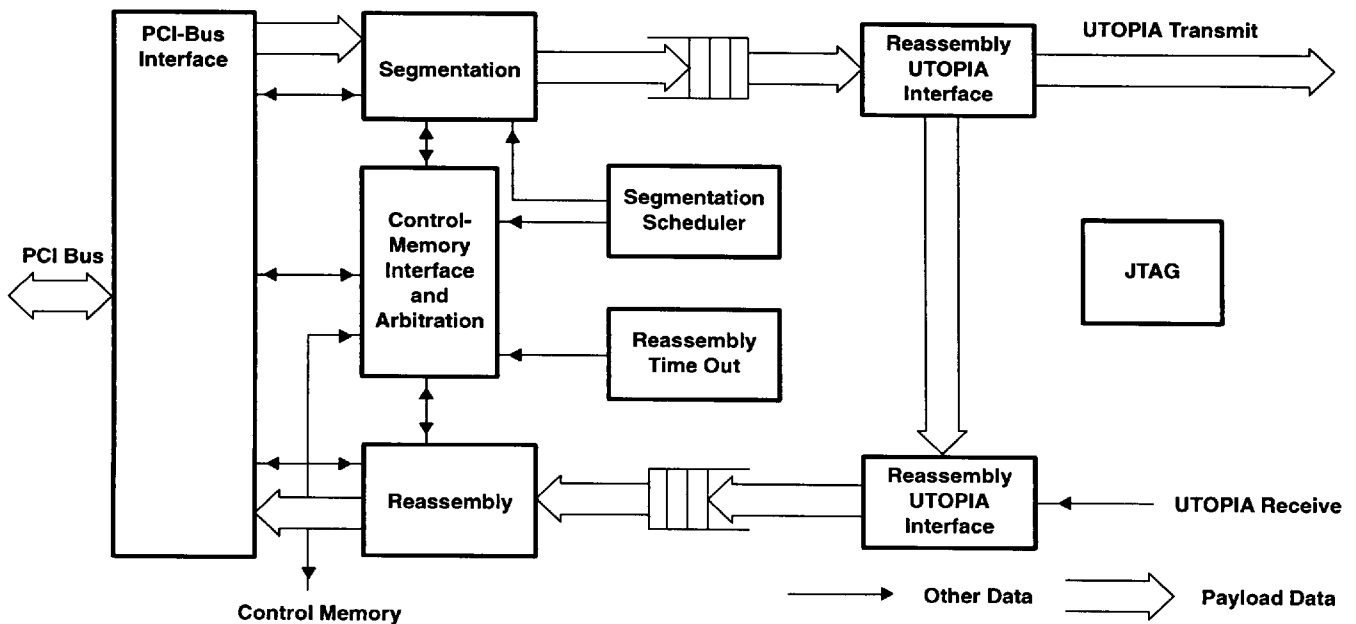 PCI-Bus
Interface
Segmentation
Reassembly
UTOPIA
Interface
UTOPIA Transmit
Segmentation
Scheduler
Control-
Memory
Interface
and
Arbitration
PCI Bus
JTAG
Reassembly
Time Out
Reassembly
Reassembly
UTOPIA
Interface
UTOPIA Receive
Control Memory
Other Data
Payload Data